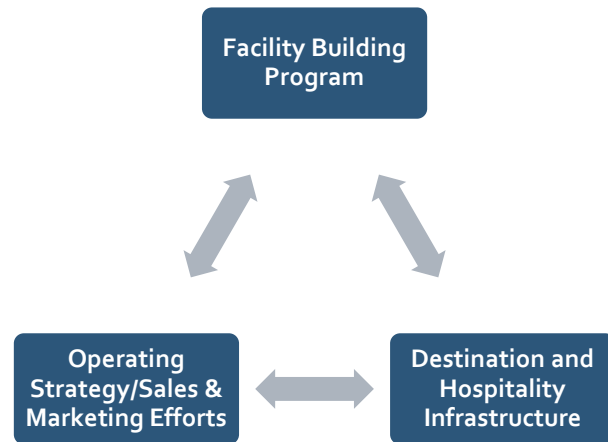 Facility Building
Program
Operating
Strategy/Sales &
Marketing Efforts
Destination and
Hospitality
Infrastructure